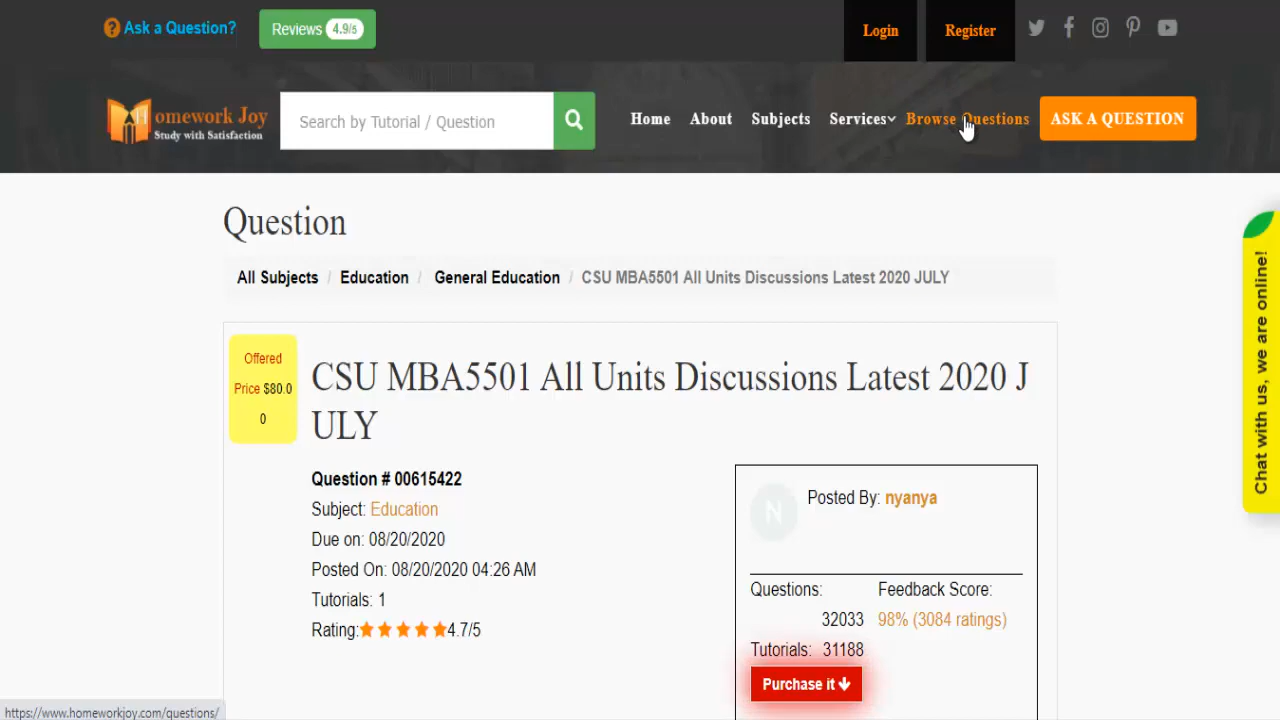 Ask a Question?
Reviews 4.9/5
Login
Register
Homework Joy
Study with Satisfaction
Search by Tutorial / Question
Home
About
Subjects
Services
Browse Questions
ASK A QUESTION
Question
All Subjects / Education / General Education / CSU MBA5501 All Units Discussions Latest 2020 JULY
Offered
Price $80.0
0
CSU MBA5501 All Units Discussions Latest 2020 J
ULY
Question # 00615422
Subject: Education
Due on: 08/20/2020
Posted On: 08/20/2020 04:26 AM
Tutorials: 1
Rating: 4.7/5
N
Posted By: nyanya
Questions:
32033
Feedback Score:
98% (3084 ratings)
Tutorials: 31188
Purchase it
Chat with us, we are online!
https://www.homeworkjoy.com/questions/